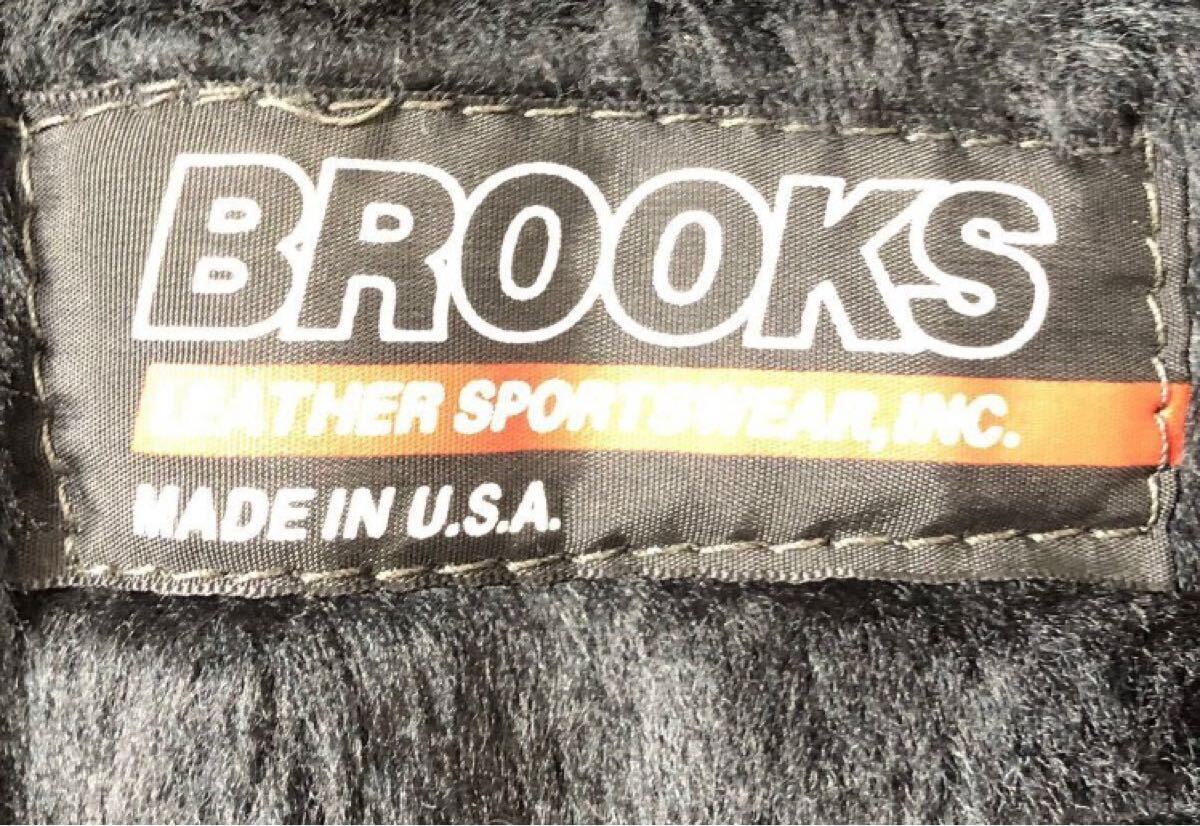 BROOKS
LEATHER SPORTSWEAR, INC.
MADE IN U.S.A.